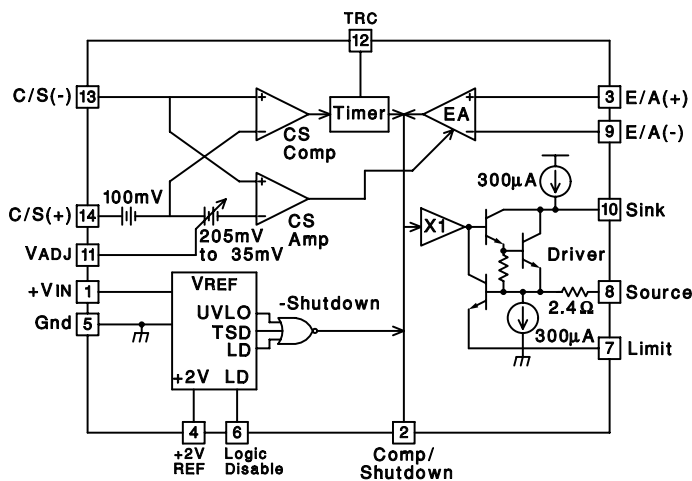 TRC
12
C/S(-) 13
3 E/A(+)
Timer
EA
CS
Comp
9 E/A(-)
100mV
C/S(+) 14
300µA
10 Sink
X1
CS
Amp
205mV
to 35mV
VADJ 11
Driver
+VIN 1
VREF
8 Source
2.4Ω
-Shutdown
UVLO
Gnd 5
TSD
LD
300µA
7 Limit
+2V LD
4 6 2
+2V
REF
Logic
Disable
Comp/
Shutdown